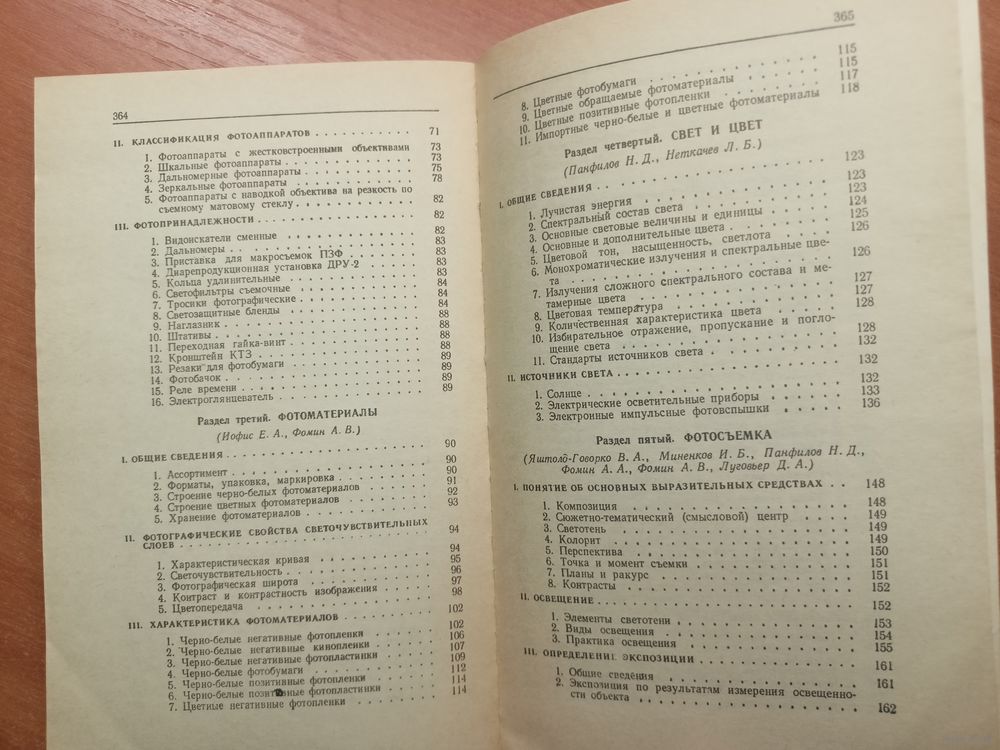 364
II. КЛАССИФИКАЦИЯ ФОТОАППАРАТОВ 71
1. Фотоаппараты с жестковстроенными объективами 73
2. Шкальные фотоаппараты 73
3. Дальномерные фотоаппараты 75
4. Зеркальные фотоаппараты 78
5. Фотоаппараты с наводкой объектива на резкость по
съемному матовому стеклу 82
III. ФОТОПРИНАДЛЕЖНОСТИ 82
1. Видоискатели сменные 82
2. Дальномеры 83
3. Приставка для макросъемок ПЗФ 83
4. Диарепродукционная установка ДРУ-2 83
5. Кольца удлинительные 83
6. Светофильтры съемочные 84
7. Тросики фотографические 84
8. Светозащитные бленды 84
9. Наглазник 88
10. Штативы 88
11. Переходная гайка-винт 88
12. Кронштейн КТЗ 88
13. Резаки для фотобумаги 89
14. Фотобачок 89
15. Реле времени 89
16. Электроглянцеватель 89
Раздел третий. ФОТОМАТЕРИАЛЫ
(Иофис Е. А., Фомин А. В.)
I. ОБЩИЕ СВЕДЕНИЯ 90
1. Ассортимент 90
2. Форматы, упаковка, маркировка 90
3. Строение черно-белых фотоматериалов 91
4. Строение цветных фотоматериалов 92
5. Хранение фотоматериалов 93
II. ФОТОГРАФИЧЕСКИЕ СВОЙСТВА СВЕТОЧУВСТВИТЕЛЬНЫХ
СЛОЕВ 94
1. Характеристическая кривая 94
2. Светочувствительность 95
3. Фотографическая широта 96
4. Контраст и контрастность изображения 97
5. Цветопередача 98
III. ХАРАКТЕРИСТИКА ФОТОМАТЕРИАЛОВ 102
1. Черно-белые негативные фотопленки 102
2. Черно-белые негативные кинопленки 106
3. Черно-белые негативные фотопластинки 107
4. Черно-белые фотобумаги 109
5. Черно-белые позитивные фотопленки 112
6. Черно-белые позитивные фотопластинки 114
7. Цветные негативные фотопленки 114
365
8. Цветные фотобумаги 115
9. Цветные обращаемые фотоматериалы 115
10. Цветные позитивные фотопленки 117
11. Импортные черно-белые и цветные фотоматериалы 118
Раздел четвертый. СВЕТ И ЦВЕТ
(Панфилов Н. Д., Неткачев Л. Б.)
I. ОБЩИЕ СВЕДЕНИЯ 123
1. Лучистая энергия 123
2. Спектральный состав света 123
3. Основные световые величины и единицы 124
4. Основные и дополнительные цвета 125
5. Цветовой тон, насыщенность, светлота 126
6. Монохроматические излучения и спектральные цве-
та 126
7. Излучения сложного спектрального состава и ме-
тамерные цвета 127
8. Цветовая температура 127
9. Количественная характеристика цвета 128
10. Избирательное отражение, пропускание и погло-
щение света 128
11. Стандарты источников света 132
II. ИСТОЧНИКИ СВЕТА 132
1. Солнце 132
2. Электрические осветительные приборы 133
3. Электронные импульсные фотовспышки 136
Раздел пятый. ФОТОСЪЕМКА
(Яштолд-Говорко В. А., Миненков И. Б., Панфилов Н. Д.,
Фомин А. А., Фомин А. В., Луговьер Д. А.)
I. ПОНЯТИЕ ОБ ОСНОВНЫХ ВЫРАЗИТЕЛЬНЫХ СРЕДСТВАХ 148
1. Композиция 148
2. Сюжетно-тематический (смысловой) центр 149
3. Светотень 149
4. Колорит 149
5. Перспектива 150
6. Точка и момент съемки 151
7. Планы и ракурс 151
8. Контрасты 152
II. ОСВЕЩЕНИЕ 152
1. Элементы светотени 153
2. Виды освещения 154
3. Практика освещения 155
III. ОПРЕДЕЛЕНИЕ ЭКСПОЗИЦИИ 161
1. Общие сведения 161
2. Экспозиция по результатам измерения освещенно-
сти объекта 162